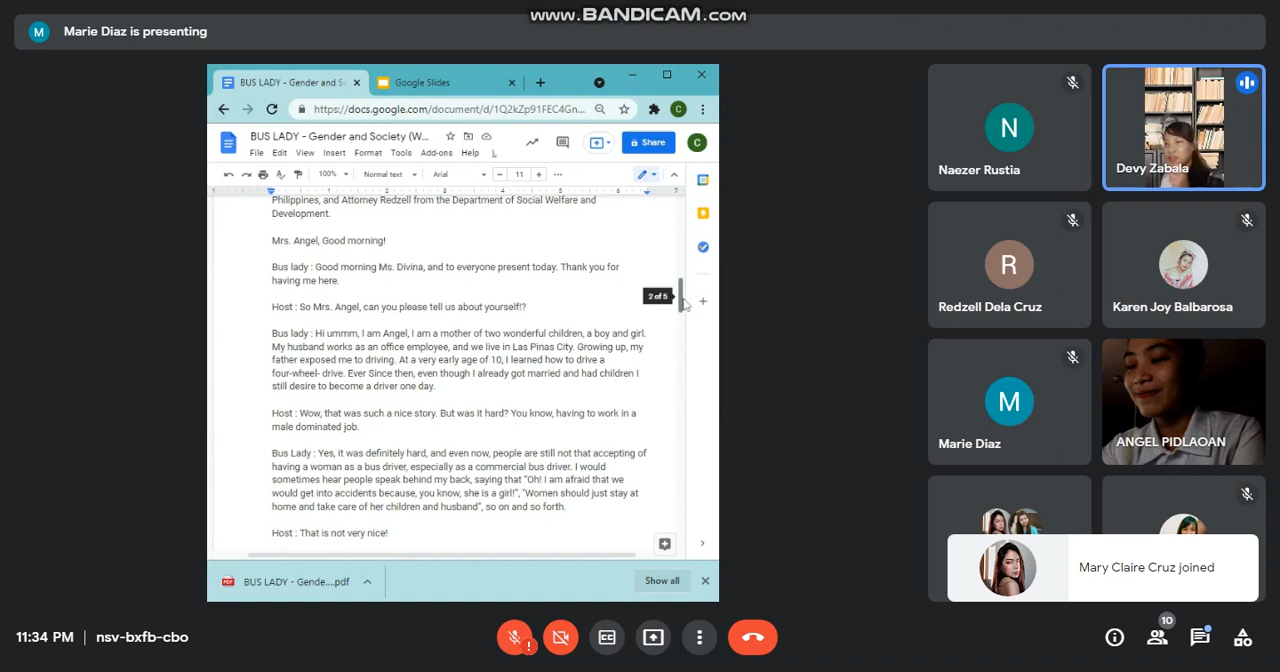 www.BANDICAM.com
M Marie Diaz is presenting
BUS LADY - Gender and So
Google Slides
https://docs.google.com/document/d/1Q2kZp91FEC4Gn...
C
BUS LADY - Gender and Society (W...
Share
C
File Edit View Insert Format Tools Add-ons Help
100% Normal text Arial 11
1 1 2 3 4 5 6 7
Philippines, and Attorney Redzell from the Department of Social Welfare and
Development.
Mrs. Angel, Good morning!
Bus lady : Good morning Ms. Divina, and to everyone present today. Thank you for
having me here.
2 of 5
Host : So Mrs. Angel, can you please tell us about yourself!?
Bus lady : Hi ummm, I am Angel, I am a mother of two wonderful children, a boy and girl.
My husband works as an office employee, and we live in Las Pinas City. Growing up, my
father exposed me to driving. At a very early age of 10, I learned how to drive a
four-wheel- drive. Ever Since then, even though I already got married and had children I
still desire to become a driver one day.
Host : Wow, that was such a nice story. But was it hard? You know, having to work in a
male dominated job.
Bus Lady : Yes, it was definitely hard, and even now, people are still not that accepting of
having a woman as a bus driver, especially as a commercial bus driver. I would
sometimes hear people speak behind my back, saying that "Oh! I am afraid that we
would get into accidents because, you know, she is a girl!", "Women should just stay at
home and take care of her children and husband", so on and so forth.
Host : That is not very nice!
PDF BUS LADY - Gende....pdf
Show all
N
Naezer Rustia
Devy Zabala
R
Redzell Dela Cruz
Karen Joy Balbarosa
M
Marie Diaz
ANGEL PIDLAOAN
Mary Claire Cruz joined
11:34 PM | nsv-bxfb-cbo
10